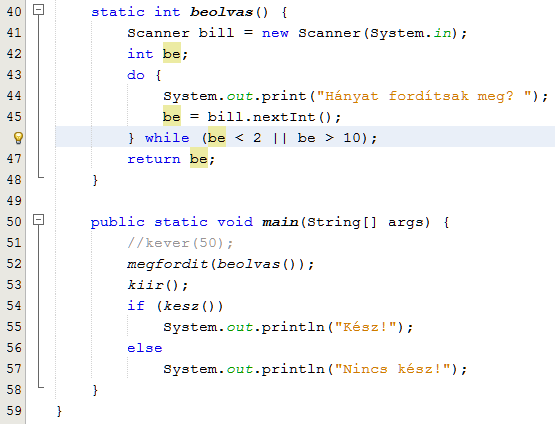 40 static int beolvas() {
41 Scanner bill = new Scanner(System.in);
42 int be;
43 do {
44 System.out.print("Hányat fordítsak meg? ");
45 be = bill.nextInt();
} while (be < 2 || be > 10);
47 return be;
48 }
49
50 public static void main(String[] args) {
51 //kever(50);
52 megfordit(beolvas());
53 kiir();
54 if (kesz())
55 System.out.println("Kész!");
56 else
57 System.out.println("Nincs kész!");
58 }
59 }